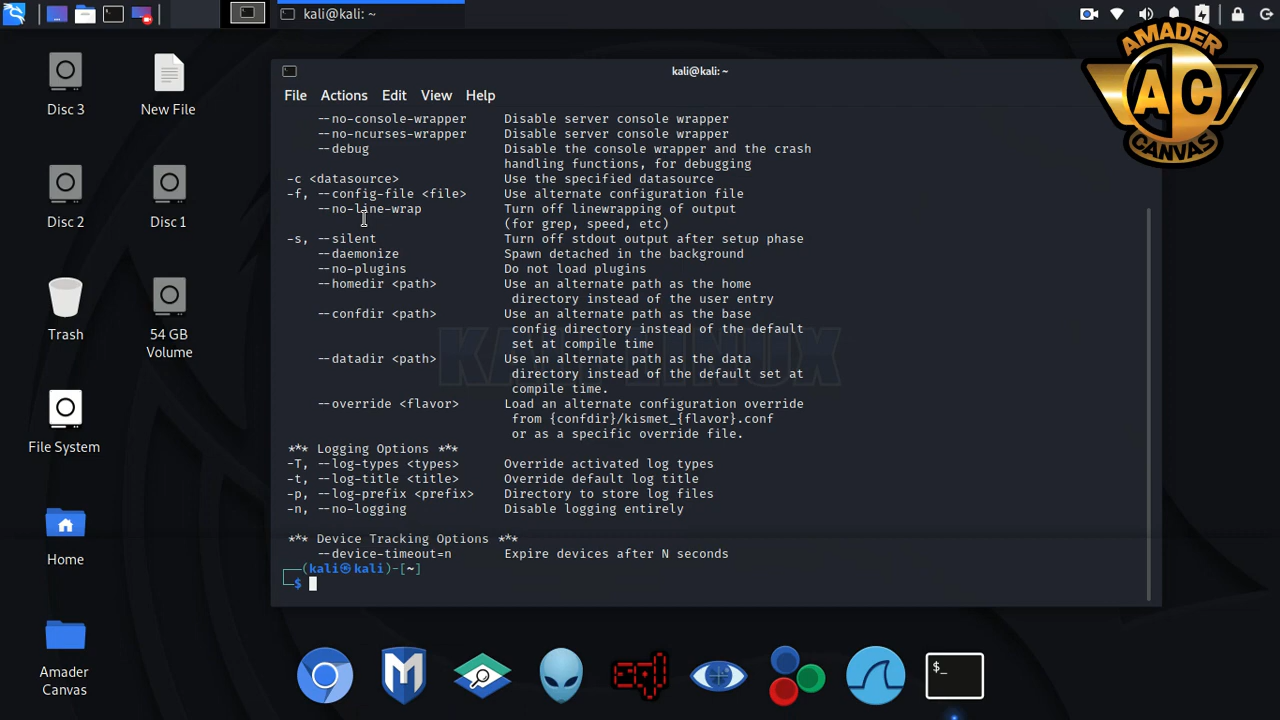 kali@kali: ~
AMADER
AC
CANVAS
Disc 3
New File
Disc 2
Disc 1
Trash
54 GB
Volume
File System
Home
Amader
Canvas
kali@kali: ~
File Actions Edit View Help
--no-console-wrapper Disable server console wrapper
--no-ncurses-wrapper Disable server console wrapper
--debug Disable the console wrapper and the crash
handling functions, for debugging
-c <datasource> Use the specified datasource
-f, --config-file <file> Use alternate configuration file
--no-line-wrap Turn off linewrapping of output
(for grep, speed, etc)
-s, --silent Turn off stdout output after setup phase
--daemonize Spawn detached in the background
--no-plugins Do not load plugins
--homedir <path> Use an alternate path as the home
directory instead of the user entry
--confdir <path> Use an alternate path as the base
config directory instead of the default
set at compile time
--datadir <path> Use an alternate path as the data
directory instead of the default set at
compile time.
--override <flavor> Load an alternate configuration override
from {confdir}/kismet_{flavor}.conf
or as a specific override file.
*** Logging Options ***
-T, --log-types <types> Override activated log types
-t, --log-title <title> Override default log title
-p, --log-prefix <prefix> Directory to store log files
-n, --no-logging Disable logging entirely
*** Device Tracking Options ***
--device-timeout=n Expire devices after N seconds
(kali㉿kali)-[~]
$
KALI LINUX
M
sql
$_